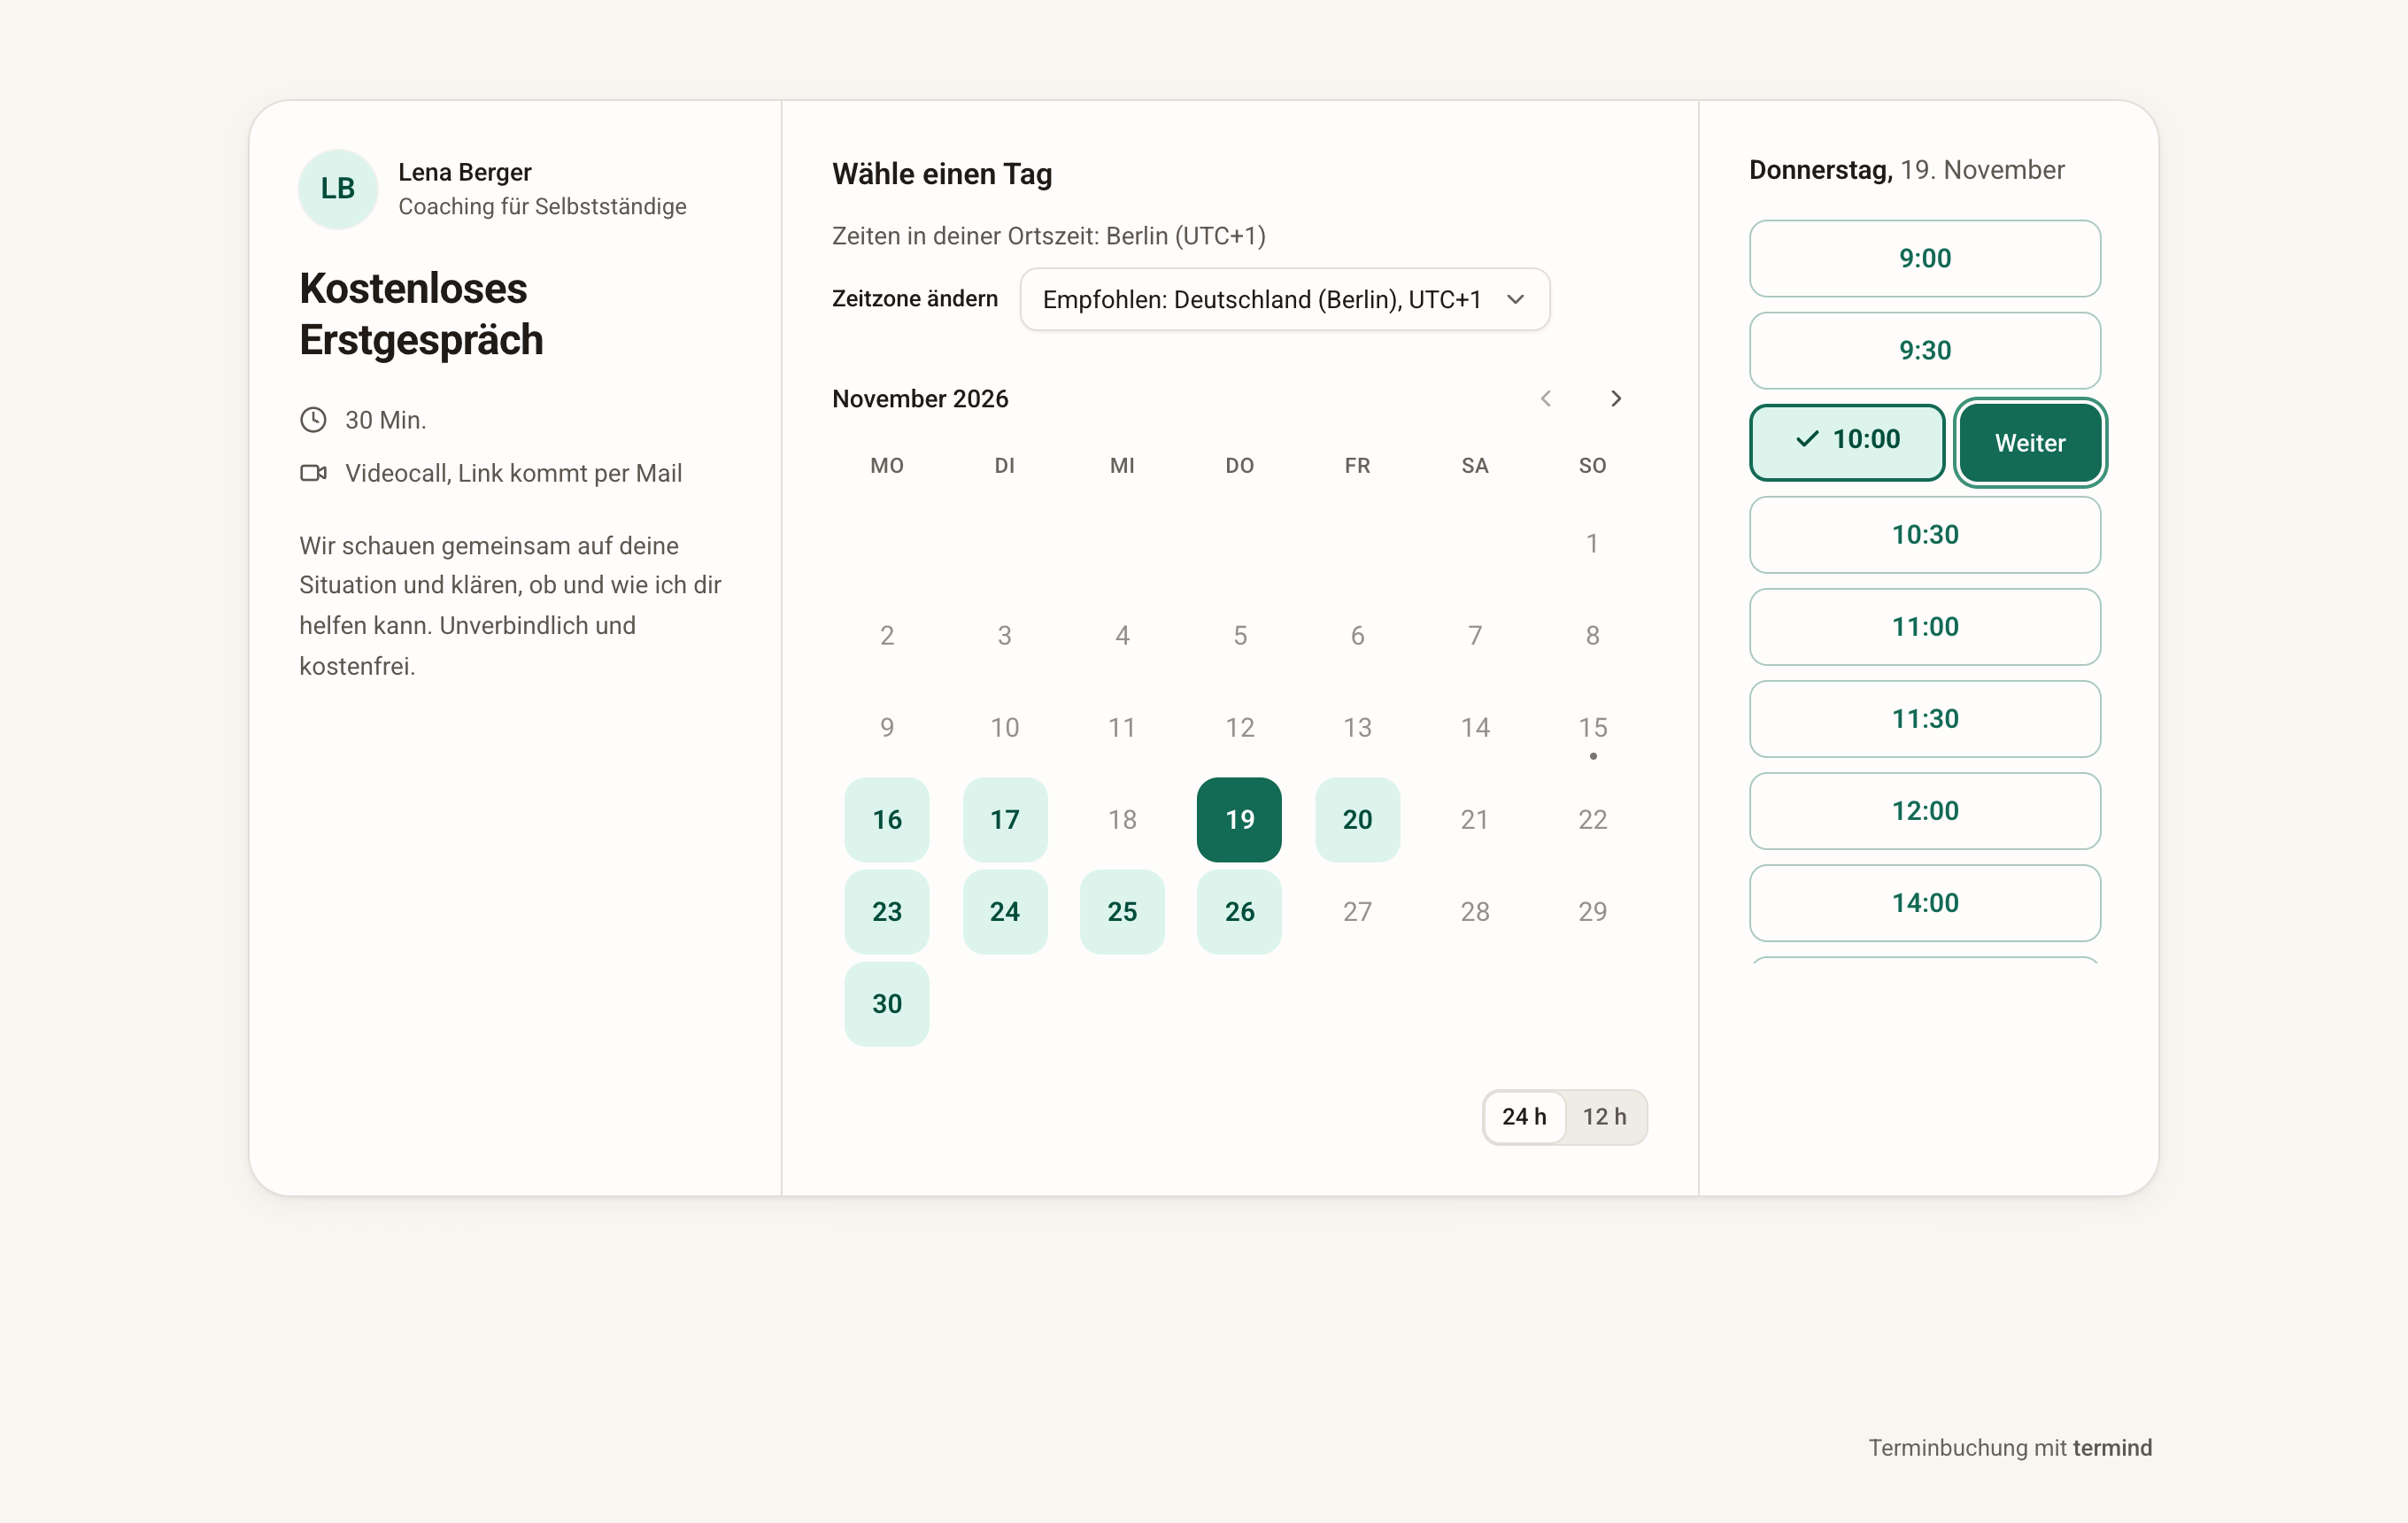 LB
Lena Berger
Coaching für Selbstständige
Kostenloses
Erstgespräch
30 Min.
Videocall, Link kommt per Mail
Wir schauen gemeinsam auf deine
Situation und klären, ob und wie ich dir
helfen kann. Unverbindlich und
kostenfrei.
Wähle einen Tag
Zeiten in deiner Ortszeit: Berlin (UTC+1)
Zeitzone ändern Empfohlen: Deutschland (Berlin), UTC+1
November 2026
MO DI MI DO FR SA SO
1
2 3 4 5 6 7 8
9 10 11 12 13 14 15
16 17 18 19 20 21 22
23 24 25 26 27 28 29
30
24 h 12 h
Donnerstag, 19. November
9:00
9:30
10:00 Weiter
10:30
11:00
11:30
12:00
14:00
Terminbuchung mit termind